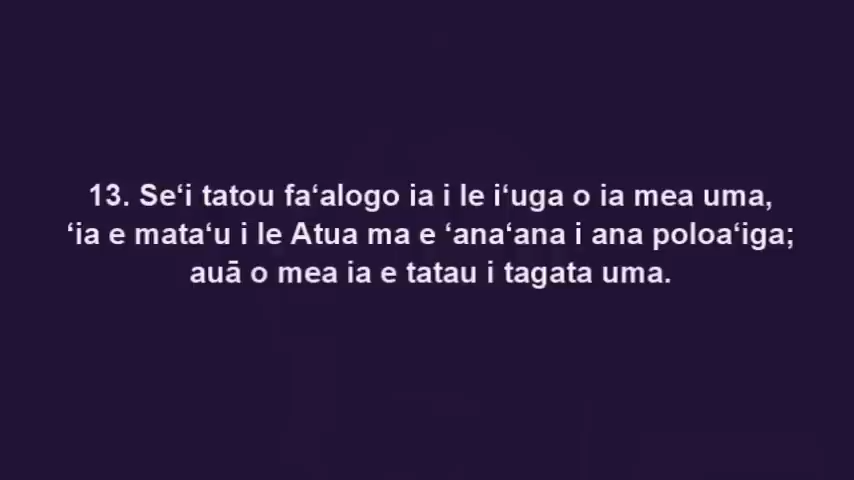 13. Se‘i tatou fa‘alogo ia i le i‘uga o ia mea uma,
‘ia e mata‘u i le Atua ma e ‘ana‘ana i ana poloa‘iga;
auā o mea ia e tatau i tagata uma.